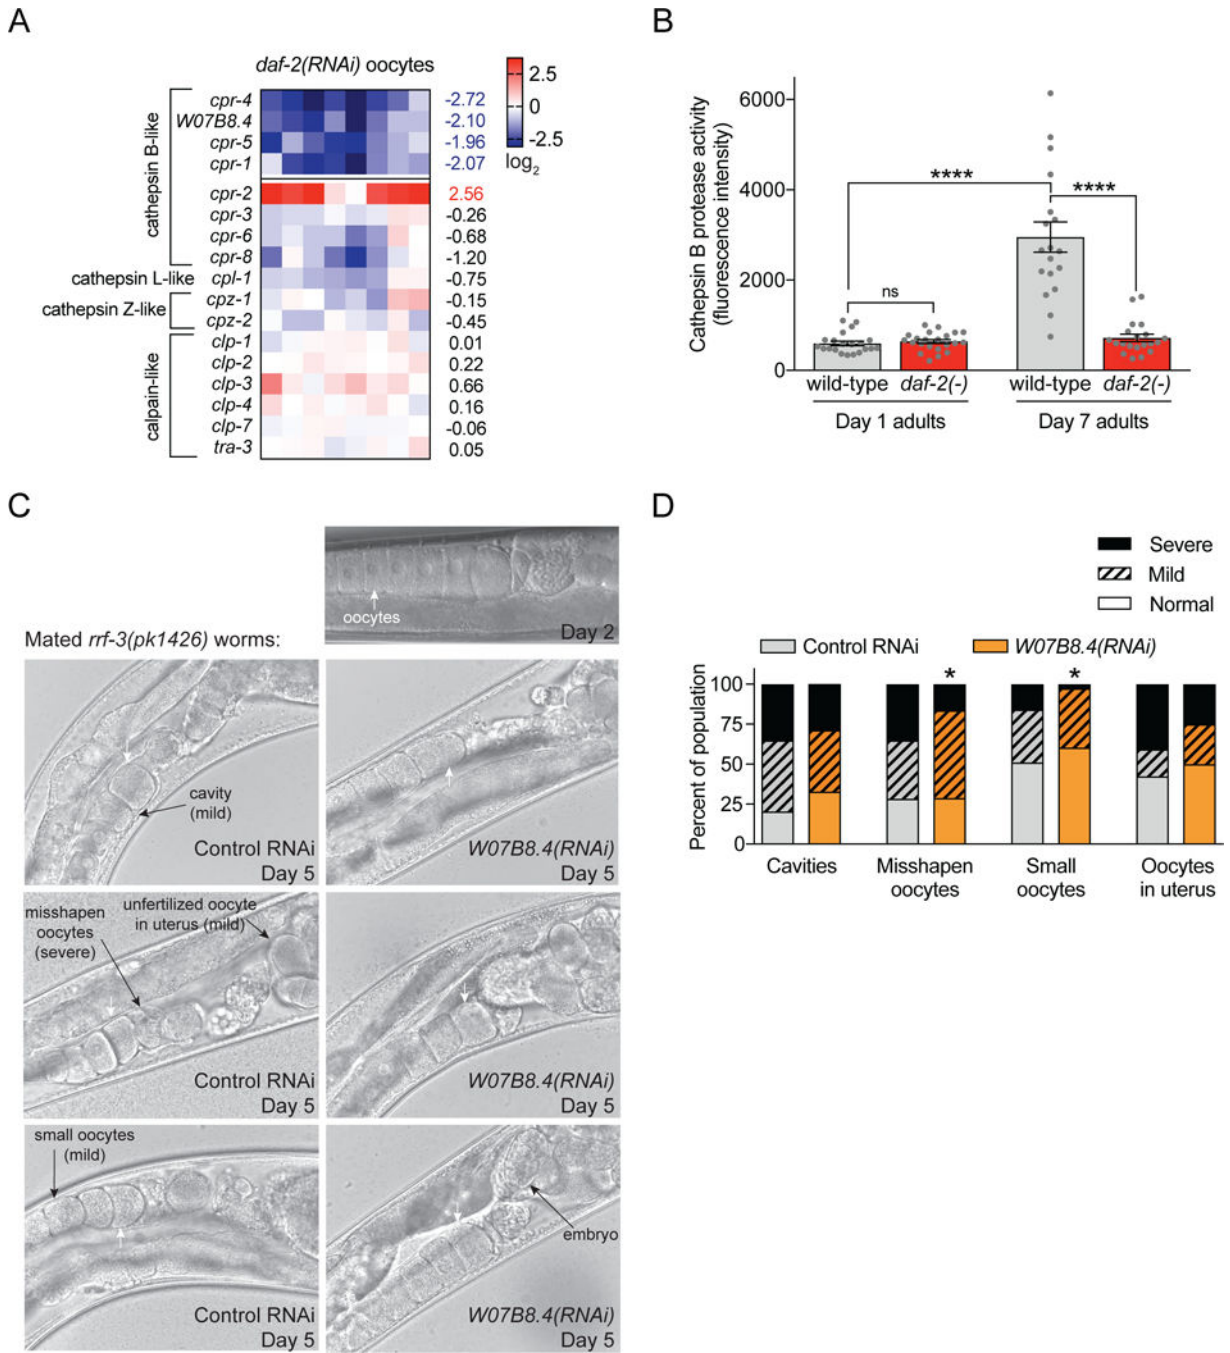 A
daf-2(RNAi) oocytes
cathepsin B-like
cathepsin L-like
cathepsin Z-like
calpain-like
cpr-4 -2.72
W07B8.4 -2.10
cpr-5 -1.96
cpr-1 -2.07
cpr-2 2.56
cpr-3 -0.26
cpr-6 -0.68
cpr-8 -1.20
cpl-1 -0.75
cpz-1 -0.15
cpz-2 -0.45
clp-1 0.01
clp-2 0.22
clp-3 0.66
clp-4 0.16
clp-7 -0.06
tra-3 0.05
2.5
0
-2.5
log2
B
Cathepsin B protease activity
(fluorescence intensity)
6000
4000
2000
0
ns
****
****
wild-type daf-2(-) wild-type daf-2(-)
Day 1 adults Day 7 adults
C
oocytes
Day 2
Mated rrf-3(pk1426) worms:
cavity
(mild)
Control RNAi
Day 5
W07B8.4(RNAi)
Day 5
misshapen
oocytes
(severe)
unfertilized oocyte
in uterus (mild)
Control RNAi
Day 5
W07B8.4(RNAi)
Day 5
small oocytes
(mild)
Control RNAi
Day 5
embryo
W07B8.4(RNAi)
Day 5
D
Severe
Mild
Normal
Control RNAi W07B8.4(RNAi)
Percent of population
100
75
50
25
0
* *
Cavities
Misshapen
oocytes
Small
oocytes
Oocytes
in uterus